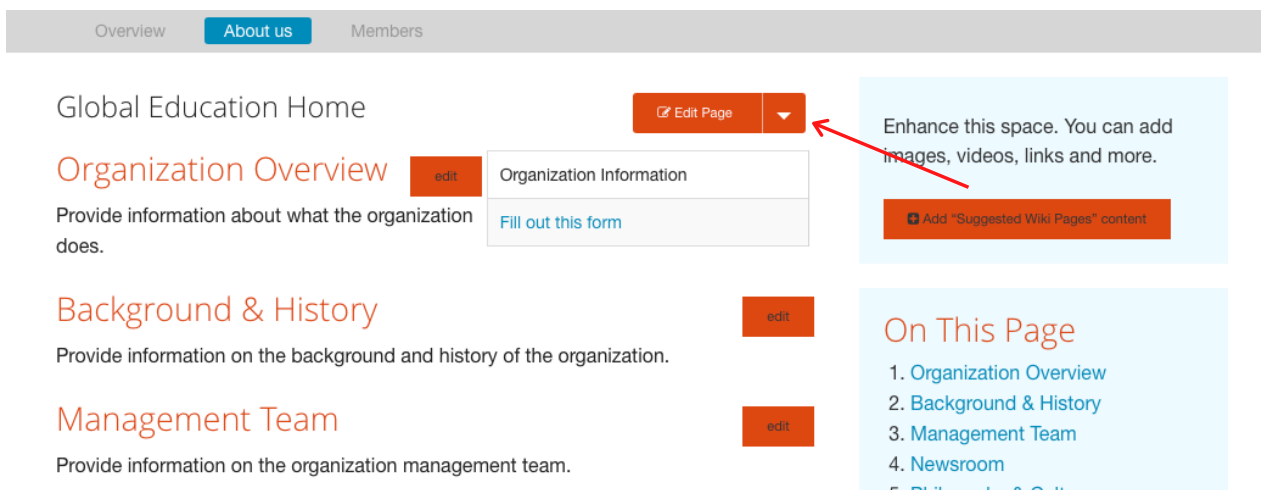 Overview About us Members
Global Education Home
Edit Page
Organization Overview
edit
Organization Information
Fill out this form
Provide information about what the organization
does.
Background & History
edit
Provide information on the background and history of the organization.
Management Team
edit
Provide information on the organization management team.
Enhance this space. You can add
images, videos, links and more.
Add “Suggested Wiki Pages” content
On This Page
1. Organization Overview
2. Background & History
3. Management Team
4. Newsroom